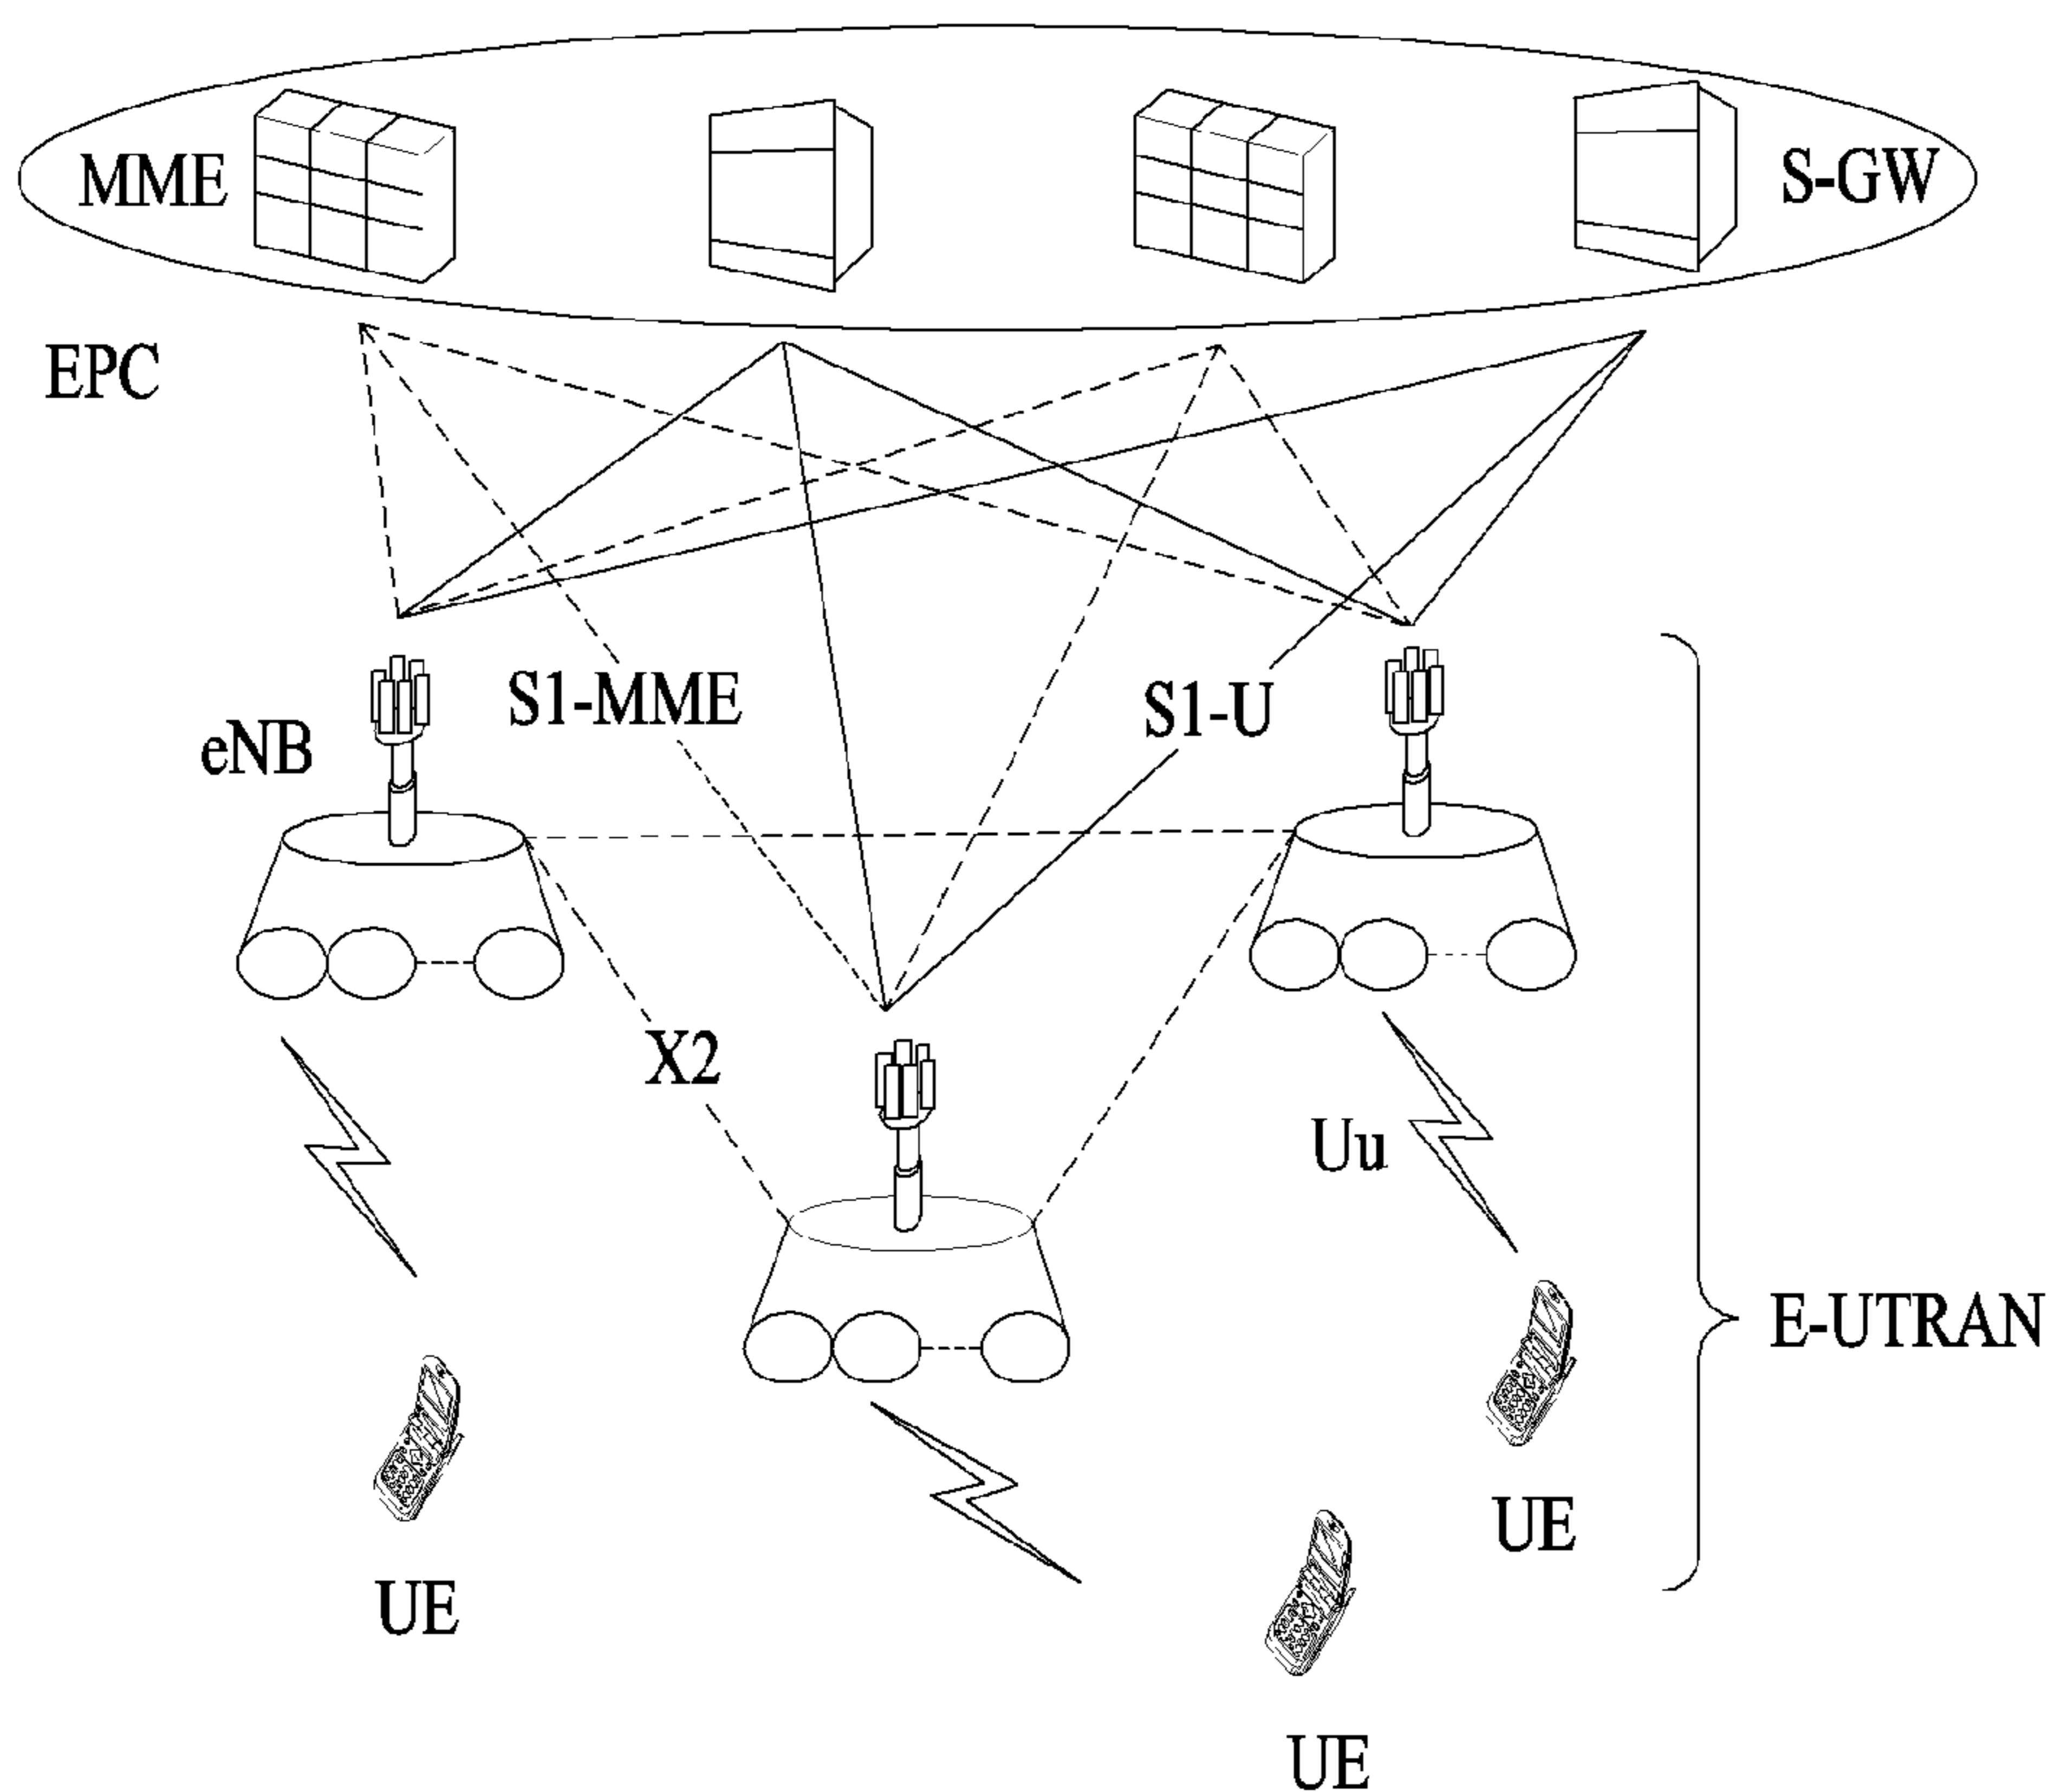 MME
S-GW
EPC
S1-MME
S1-U
eNB
X2
Uu
E-UTRAN
UE
UE
UE